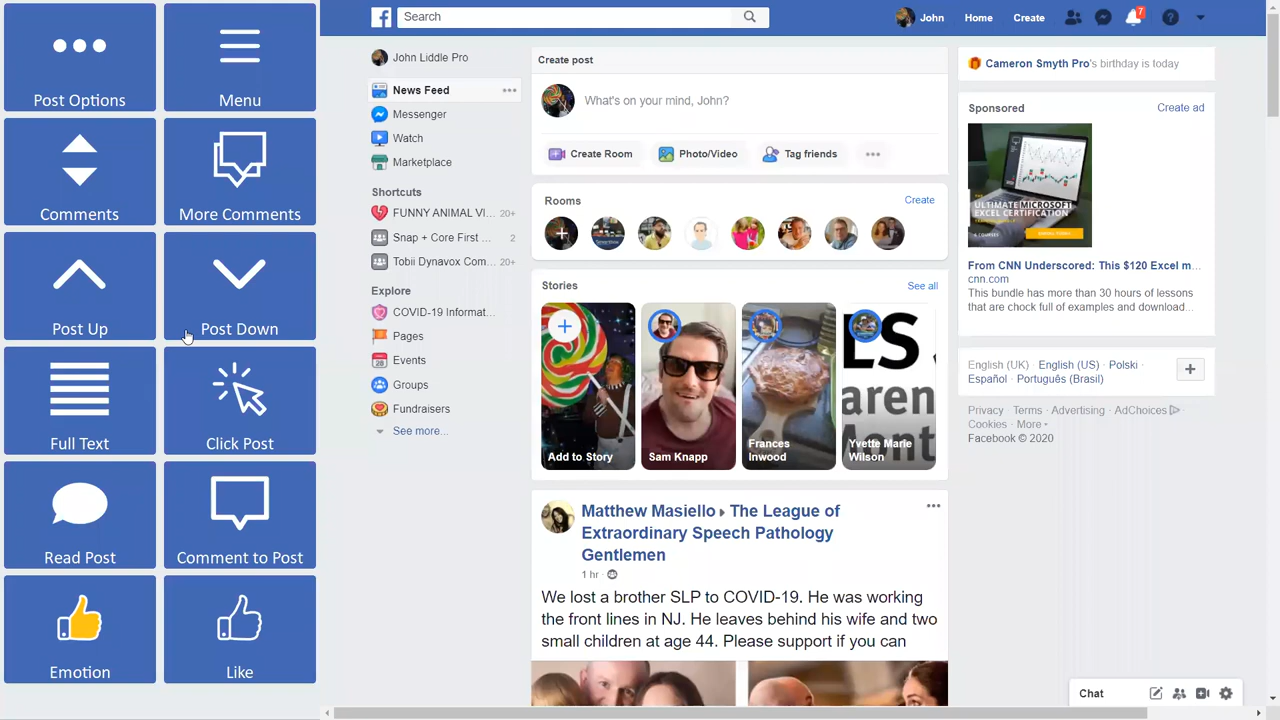 Post Options
Menu
Comments
More Comments
Post Up
Post Down
Full Text
Click Post
Read Post
Comment to Post
Emotion
Like
Search
John
Home
Create
7
John Liddle Pro
News Feed
Messenger
Watch
Marketplace
Shortcuts
FUNNY ANIMAL VI... 20+
Snap + Core First ... 2
Tobii Dynavox Com... 20+
Explore
COVID-19 Informat...
Pages
Events
Groups
Fundraisers
See more...
Create post
What's on your mind, John?
Create Room
Photo/Video
Tag friends
Rooms
Create
Stories
See all
Add to Story
Sam Knapp
Frances
Inwood
Yvette Marie
Wilson
Matthew Masiello ▸ The League of
Extraordinary Speech Pathology
Gentlemen
1 hr ·
We lost a brother SLP to COVID-19. He was working
the front lines in NJ. He leaves behind his wife and two
small children at age 44. Please support if you can
Cameron Smyth Pro's birthday is today
Sponsored
Create ad
ULTIMATE MICROSOFT
EXCEL CERTIFICATION
From CNN Underscored: This $120 Excel m...
cnn.com
This bundle has more than 30 hours of lessons
that are chock full of examples and download...
English (UK) · English (US) · Polski ·
Español · Português (Brasil)
Privacy · Terms · Advertising · AdChoices ·
Cookies · More
Facebook © 2020
Chat